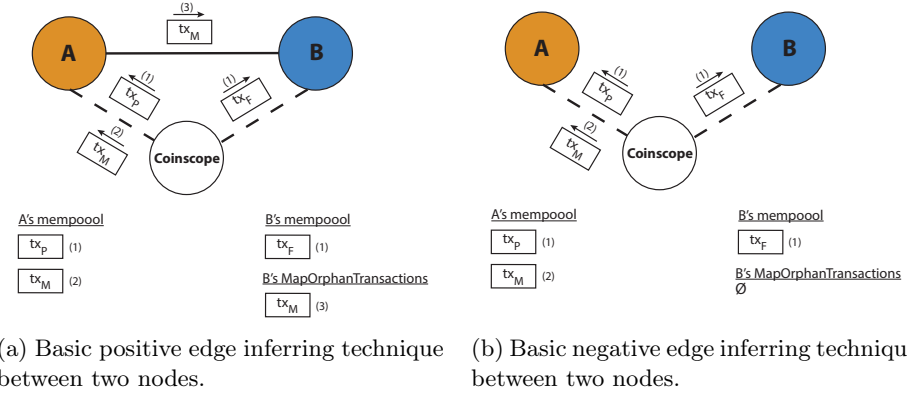 (3)
tx_M
A
B
(1)
tx_P
(1)
tx_F
(2)
tx_M
Coinscope
A's mempoool
tx_P (1)
tx_M (2)
B's mempoool
tx_F (1)
B's MapOrphanTransactions
tx_M (3)
(a) Basic positive edge inferring technique
between two nodes.
A
B
(1)
tx_P
(1)
tx_F
(2)
tx_M
Coinscope
A's mempoool
tx_P (1)
tx_M (2)
B's mempoool
tx_F (1)
B's MapOrphanTransactions
Ø
(b) Basic negative edge inferring techniqu
between two nodes.